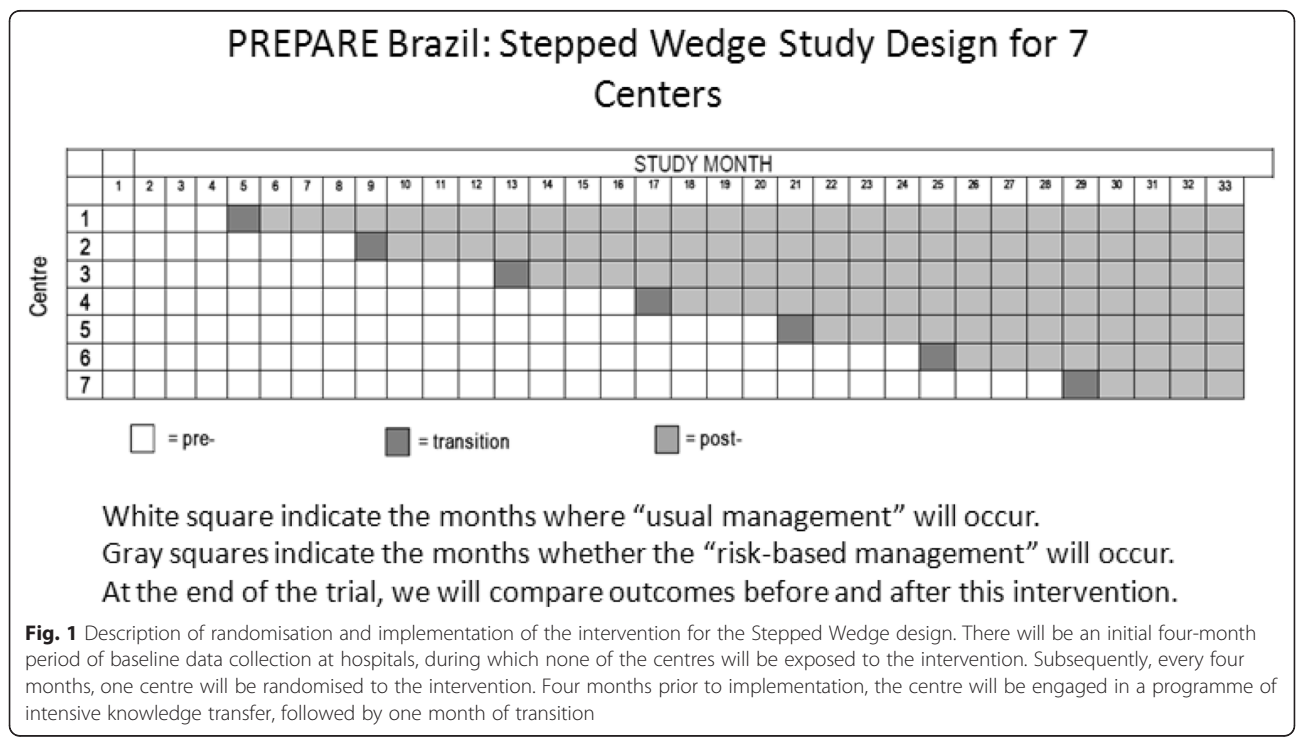 PREPARE Brazil: Stepped Wedge Study Design for 7
Centers
STUDY MONTH
1 2 3 4 5 6 7 8 9 10 11 12 13 14 15 16 17 18 19 20 21 22 23 24 25 26 27 28 29 30 31 32 33
Centre
1
2
3
4
5
6
7
= pre- = transition = post-
White square indicate the months where “usual management” will occur.
Gray squares indicate the months whether the “risk-based management” will occur.
At the end of the trial, we will compare outcomes before and after this intervention.
Fig. 1 Description of randomisation and implementation of the intervention for the Stepped Wedge design. There will be an initial four-month
period of baseline data collection at hospitals, during which none of the centres will be exposed to the intervention. Subsequently, every four
months, one centre will be randomised to the intervention. Four months prior to implementation, the centre will be engaged in a programme of
intensive knowledge transfer, followed by one month of transition